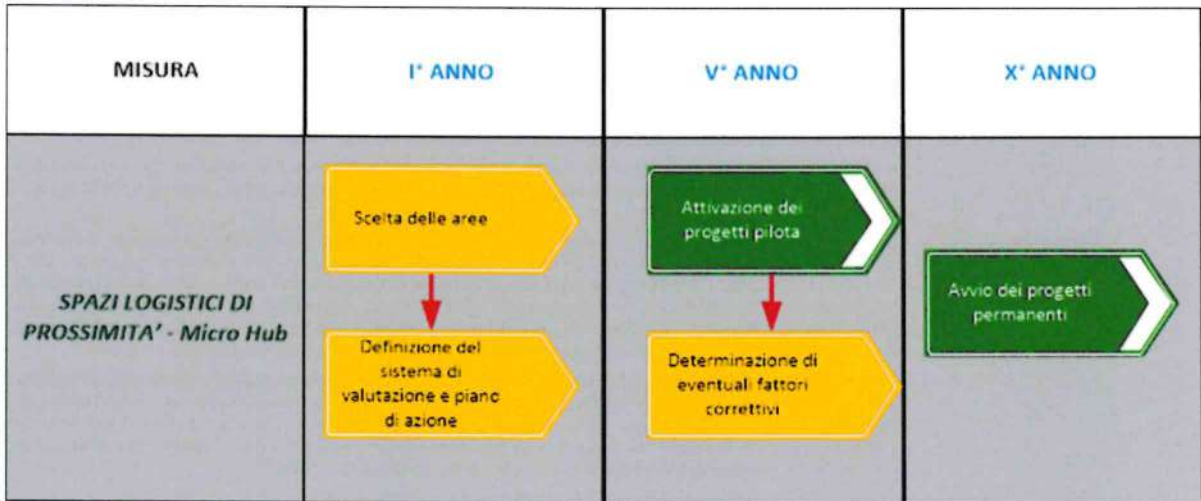 MISURA
I° ANNO
V° ANNO
X° ANNO
SPAZI LOGISTICI DI
PROSSIMITA' - Micro Hub
Scelta delle aree
Definizione del
sistema di
valutazione e piano
di azione
Attivazione dei
progetti pilota
Determinazione di
eventuali fattori
correttivi
Avvio dei progetti
permanenti